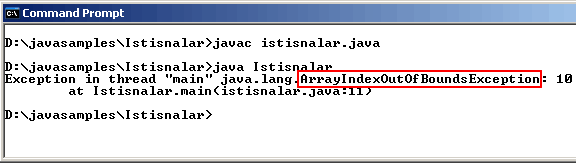 Command Prompt
D:\javasamples\Istisnalar>javac istisnalar.java
D:\javasamples\Istisnalar>java Istisnalar
Exception in thread "main" java.lang.ArrayIndexOutOfBoundsException: 10
at Istisnalar.main(istisnalar.java:11)
D:\javasamples\Istisnalar>